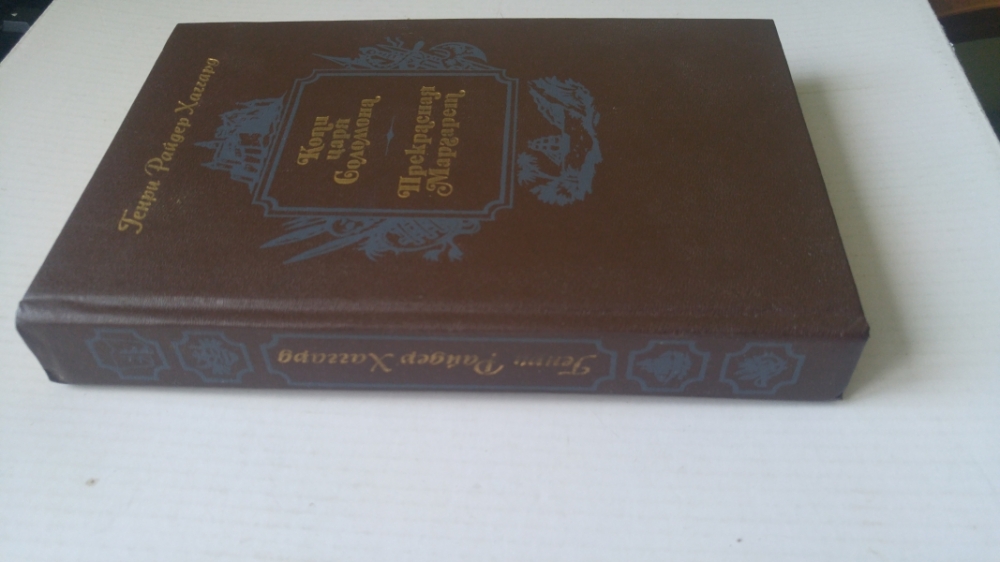 Генри Райдер Хаггард
Копи
царя
Соломона
Прекрасная
Маргарет
Генри Райдер Хаггард